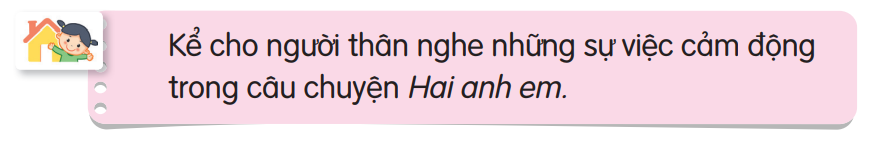 Kể cho người thân nghe những sự việc cảm động
trong câu chuyện Hai anh em.